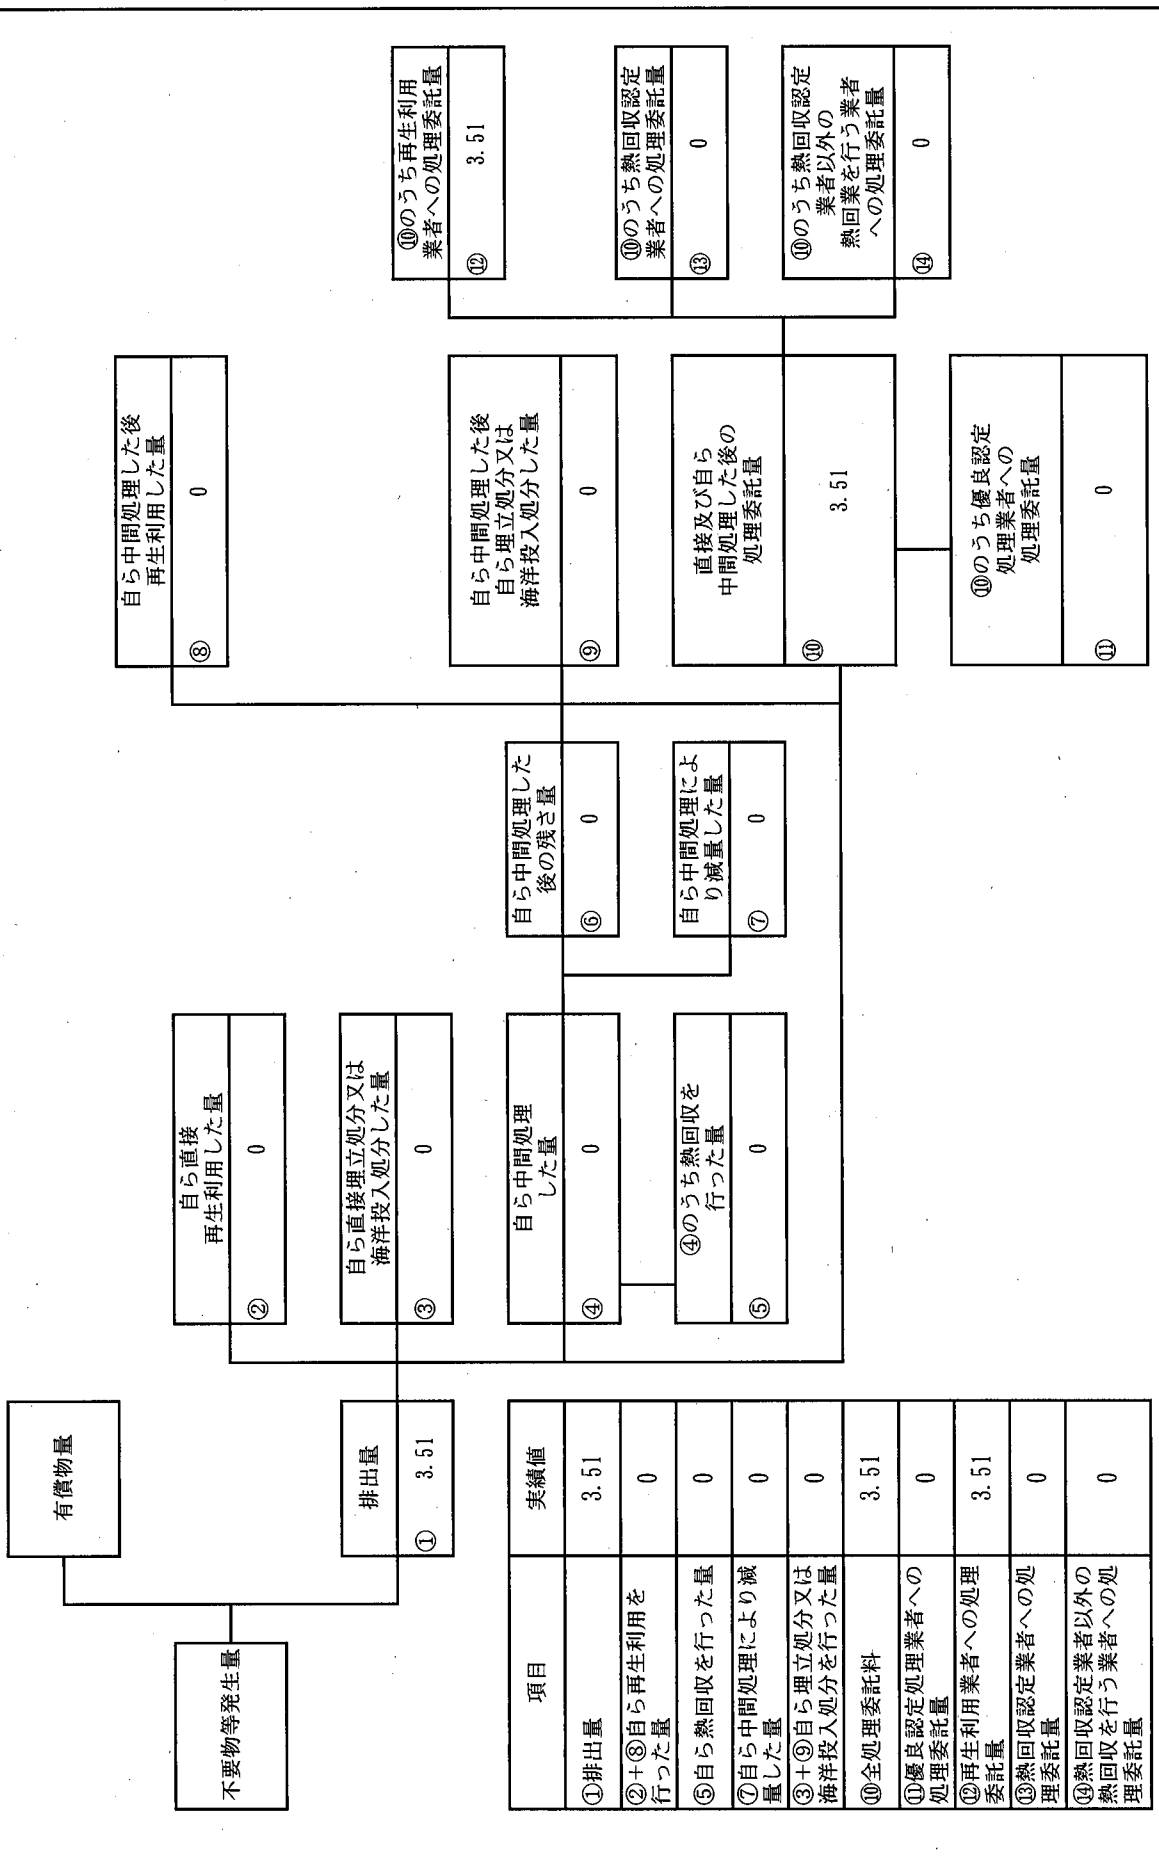 不要物等発生量
有償物量
排出量
① 3.51
自ら直接
再生利用した量
② 0
自ら直接埋立処分又は
海洋投入処分した量
③ 0
自ら中間処理
した量
④ 0
④のうち熱回収を
行った量
⑤ 0
自ら中間処理した
後の残さ量
⑥ 0
自ら中間処理によ
り減量した量
⑦ 0
自ら中間処理した後
再生利用した量
⑧ 0
自ら中間処理した後
自ら埋立処分又は
海洋投入処分した量
⑨ 0
直接及び自ら
中間処理した後の
処理委託量
⑩ 3.51
⑩のうち優良認定
処理業者への
処理委託量
⑪ 0
⑩のうち再生利用
業者への処理委託量
⑫ 3.51
⑩のうち熱回収認定
業者への処理委託量
⑬ 0
⑩のうち熱回収認定
業者以外の
熱回業を行う業者
への処理委託量
⑭ 0
項目 実績値
①排出量 3.51
②+⑧自ら再生利用を
行った量 0
⑤自ら熱回収を行った量 0
⑦自ら中間処理により減
量した量 0
③+⑨自ら埋立処分又は
海洋投入処分を行った量 0
⑩全処理委託料 3.51
⑪優良認定処理業者への
処理委託量 0
⑫再生利用業者への処理
委託量 3.51
⑬熱回収認定業者への処
理委託量 0
⑭熱回収認定業者以外の
熱回収を行う業者への処
理委託量 0